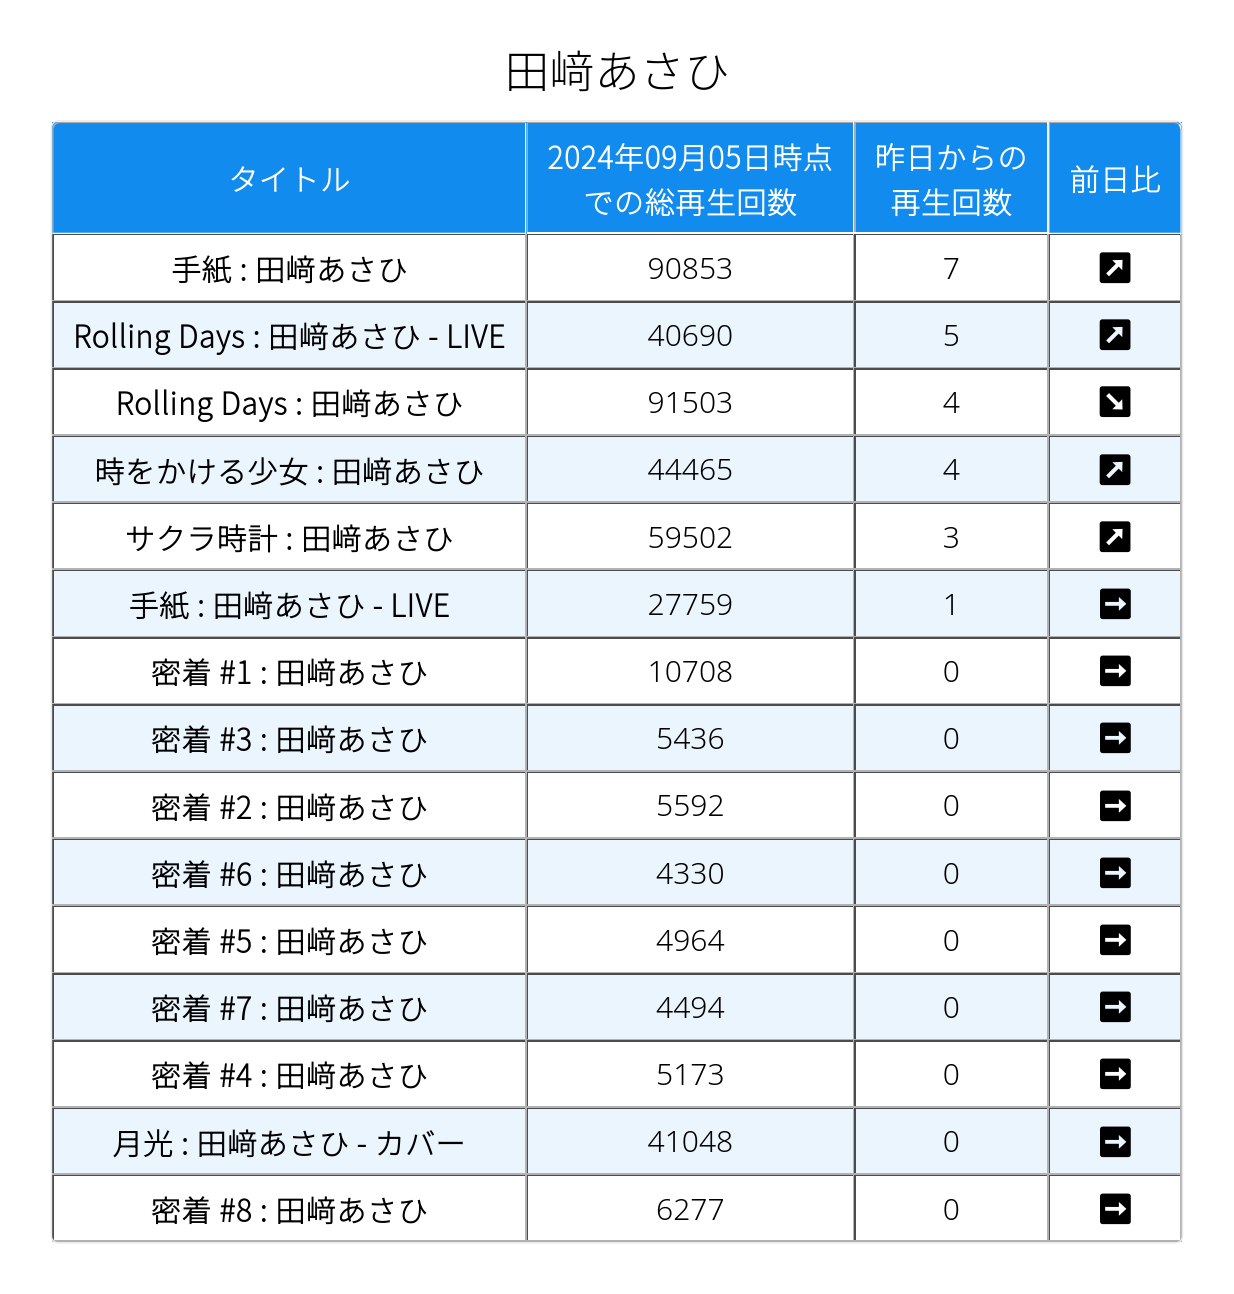 田﨑あさひ
タイトル 2024年09月05日時点 昨日からの 前日比
での総再生回数 再生回数
手紙 : 田﨑あさひ 90853 7
Rolling Days : 田﨑あさひ - LIVE 40690 5
Rolling Days : 田﨑あさひ 91503 4
時をかける少女 : 田﨑あさひ 44465 4
サクラ時計 : 田﨑あさひ 59502 3
手紙 : 田﨑あさひ - LIVE 27759 1
密着 #1 : 田﨑あさひ 10708 0
密着 #3 : 田﨑あさひ 5436 0
密着 #2 : 田﨑あさひ 5592 0
密着 #6 : 田﨑あさひ 4330 0
密着 #5 : 田﨑あさひ 4964 0
密着 #7 : 田﨑あさひ 4494 0
密着 #4 : 田﨑あさひ 5173 0
月光 : 田﨑あさひ - カバー 41048 0
密着 #8 : 田﨑あさひ 6277 0